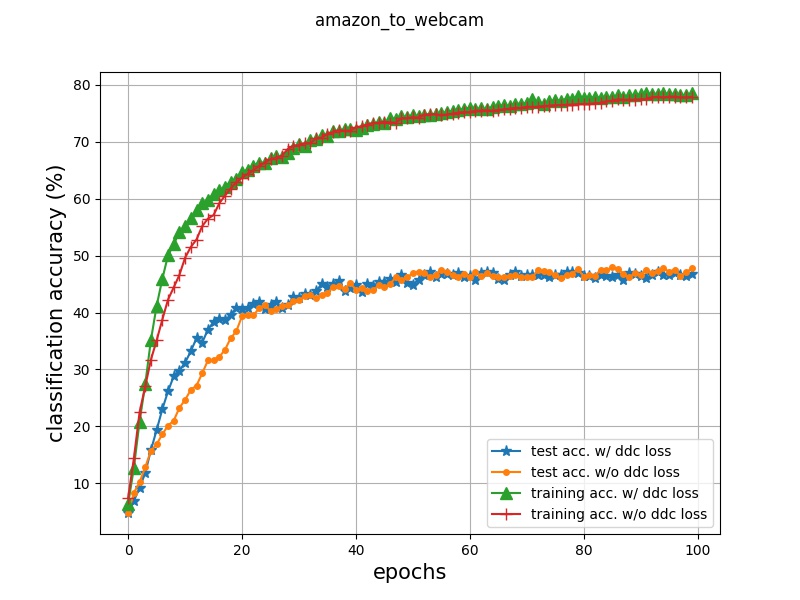 amazon_to_webcam
classification accuracy (%)
80
70
60
50
40
30
20
10
test acc. w/ ddc loss
test acc. w/o ddc loss
training acc. w/ ddc loss
training acc. w/o ddc loss
0
20
40
60
80
100
epochs